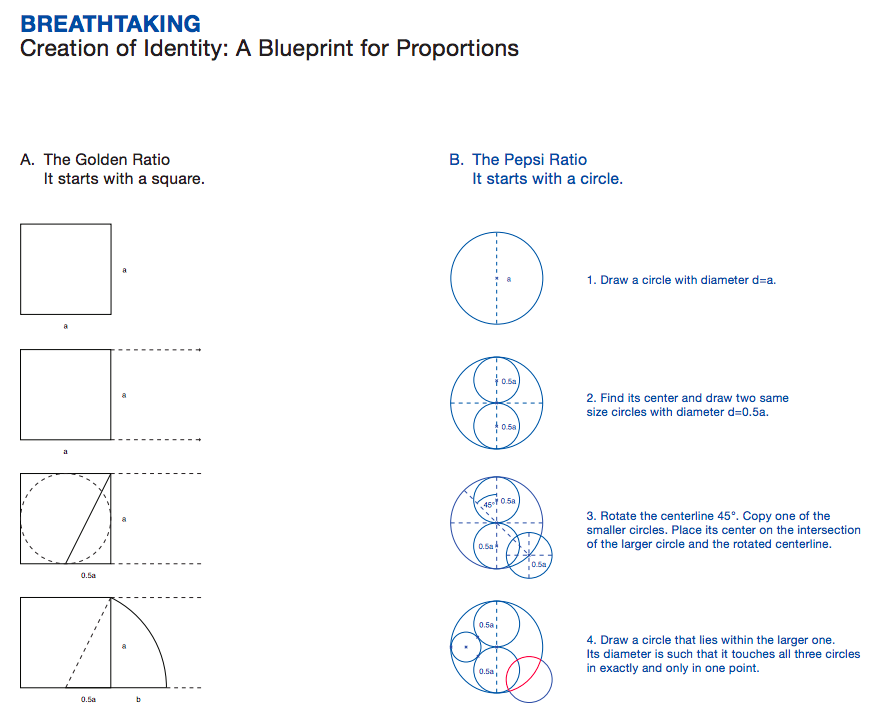 BREATHTAKING
Creation of Identity: A Blueprint for Proportions
A. The Golden Ratio
It starts with a square.
a
a
a
a
a
0.5a
a
0.5a
b
B. The Pepsi Ratio
It starts with a circle.
a
1. Draw a circle with diameter d=a.
0.5a
0.5a
2. Find its center and draw two same
size circles with diameter d=0.5a.
45°
0.5a
0.5a
0.5a
3. Rotate the centerline 45°. Copy one of the
smaller circles. Place its center on the intersection
of the larger circle and the rotated centerline.
0.5a
0.5a
4. Draw a circle that lies within the larger one.
Its diameter is such that it touches all three circles
in exactly and only in one point.